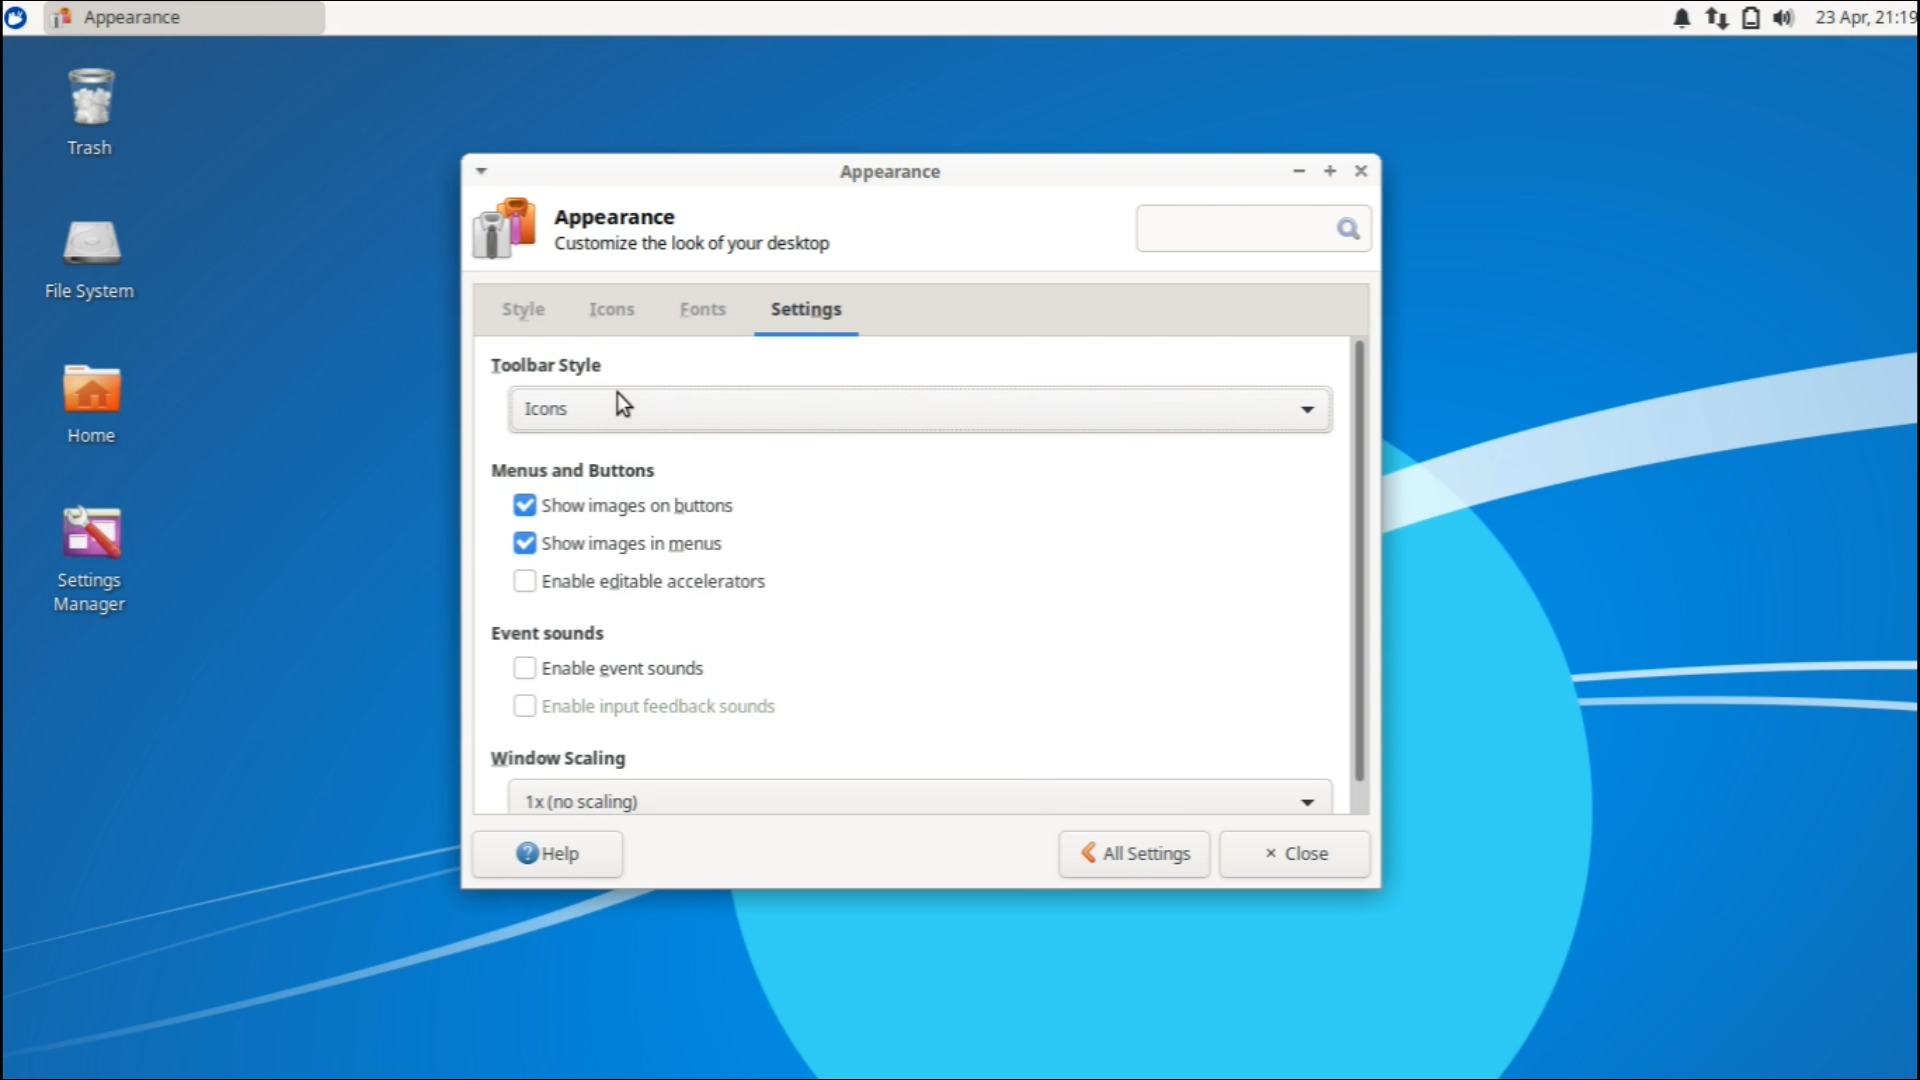 Appearance
23 Apr, 21:19
Trash
File System
Home
Settings
Manager
Appearance
Appearance
Customize the look of your desktop
Style Icons Fonts Settings
Toolbar Style
Icons
Menus and Buttons
Show images on buttons
Show images in menus
Enable editable accelerators
Event sounds
Enable event sounds
Enable input feedback sounds
Window Scaling
1x (no scaling)
Help
All Settings
Close